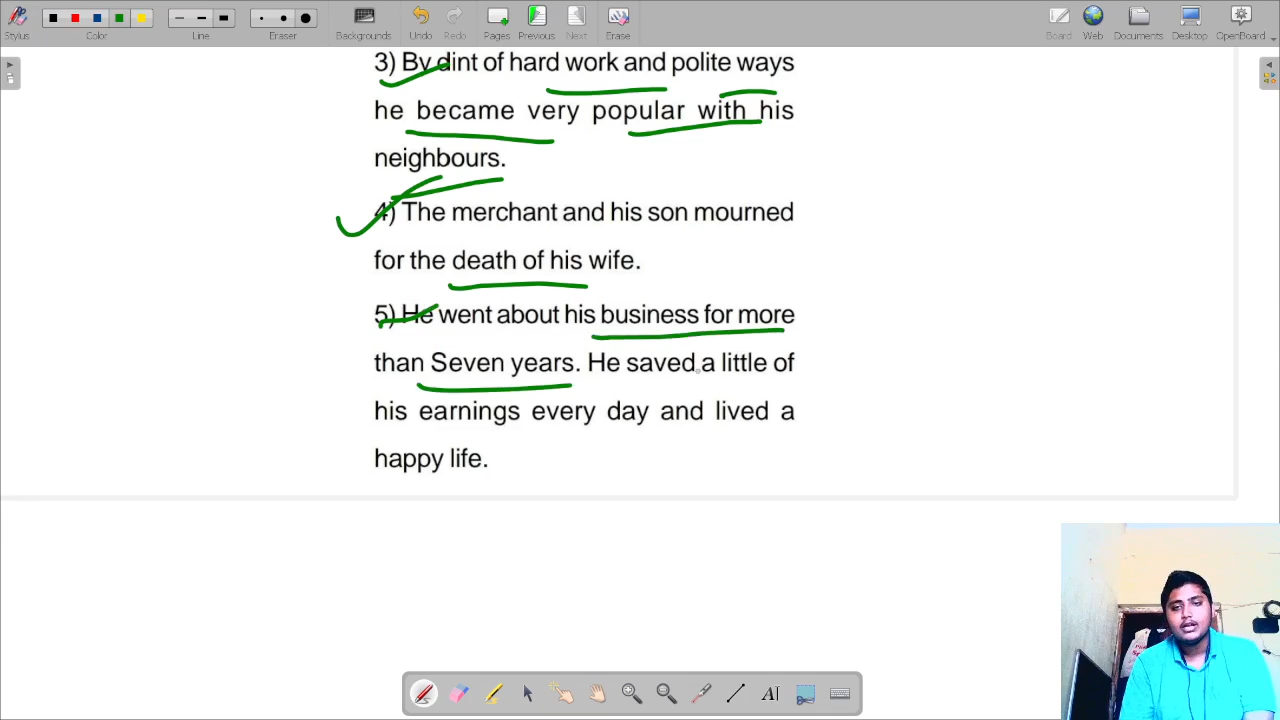 Stylus Color Line Eraser Backgrounds Undo Redo Pages Previous Next Erase Board Web Documents Desktop OpenBoard
3) By dint of hard work and polite ways
he became very popular with his
neighbours.
4) The merchant and his son mourned
for the death of his wife.
5) He went about his business for more
than Seven years. He saved a little of
his earnings every day and lived a
happy life.